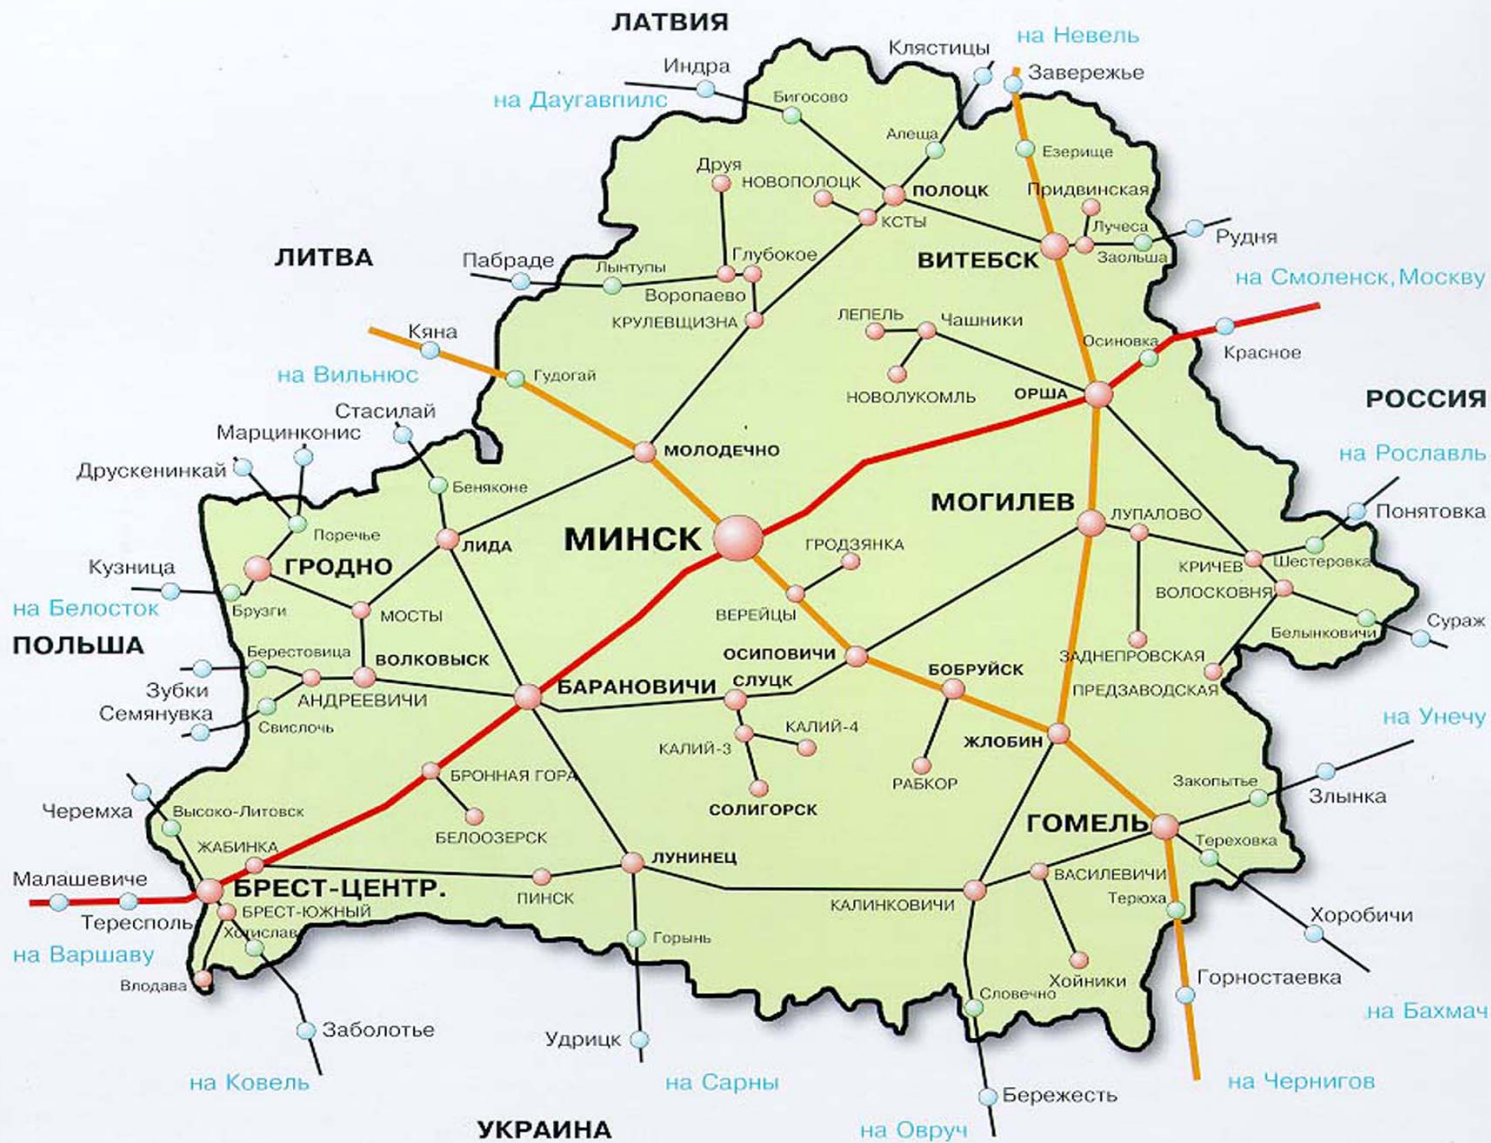 ЛАТВИЯ
на Невель
Клястицы
Индра
Завережье
на Даугавпилс
Бигосово
Алеща
Езерище
Друя
НОВОПОЛОЦК
ПОЛОЦК
Придвинская
КСТЫ
Лучеса
Рудня
ЛИТВА
Пабраде
Лынтупы
Глубокое
ВИТЕБСК
Заольша
на Смоленск, Москву
Воропаево
КРУЛЕВЩИЗНА
ЛЕПЕЛЬ
Чашники
Кяна
Осиновка
Красное
на Вильнюс
Гудогай
НОВОЛУКОМЛЬ
ОРША
РОССИЯ
Стасилай
Марцинконис
МОЛОДЕЧНО
на Рославль
Друскенинкай
Беняконе
МОГИЛЕВ
ЛУПАЛОВО
Понятовка
Поречье
ЛИДА
МИНСК
ГРОДЗЯНКА
Кузница
ГРОДНО
КРИЧЕВ
Шестеровка
на Белосток
Брузги
МОСТЫ
ВЕРЕЙЦЫ
ВОЛОСКОВНЯ
Сураж
ПОЛЬША
Берестовица
ВОЛКОВЫСК
ОСИПОВИЧИ
ЗАДНЕПРОВСКАЯ
Белынковичи
Зубки
АНДРЕЕВИЧИ
БАРАНОВИЧИ
СЛУЦК
БОБРУЙСК
ПРЕДЗАВОДСКАЯ
Семянувка
Свислочь
КАЛИЙ-4
КАЛИЙ-3
ЖЛОБИН
на Унечу
БРОННАЯ ГОРА
РАБКОР
Закопытье
Злынка
Черемха
Высоко-Литовск
СОЛИГОРСК
ГОМЕЛЬ
БЕЛООЗЕРСК
ЖАБИНКА
ЛУНИНЕЦ
Тереховка
Малашевиче
БРЕСТ-ЦЕНТР.
ПИНСК
ВАСИЛЕВИЧИ
КАЛИНКОВИЧИ
Терюха
Тересполь
БРЕСТ-ЮЖНЫЙ
Хоробичи
Хотислав
Горынь
на Варшаву
Влодава
Хойники
Горностаевка
Словечно
на Бахмач
Заболотье
Удрицк
на Ковель
на Сарны
на Чернигов
Бережесть
УКРАИНА
на Овруч